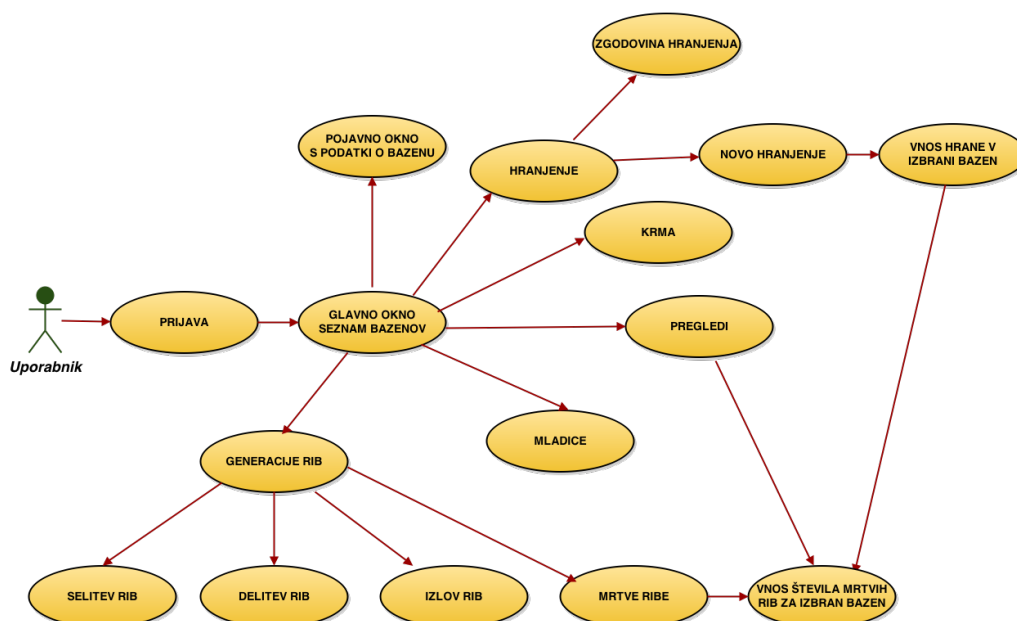 ZGODOVINA HRANJENJA
POJAVNO OKNO
S PODATKI O BAZENU
HRANJENJE
NOVO HRANJENJE
VNOS HRANE V
IZBRANI BAZEN
KRMA
Uporabnik
PRIJAVA
GLAVNO OKNO
SEZNAM BAZENOV
PREGLEDI
MLADICE
GENERACIJE RIB
SELITEV RIB
DELITEV RIB
IZLOV RIB
MRTVE RIBE
VNOS ŠTEVILA MRTVIH
RIB ZA IZBRAN BAZEN